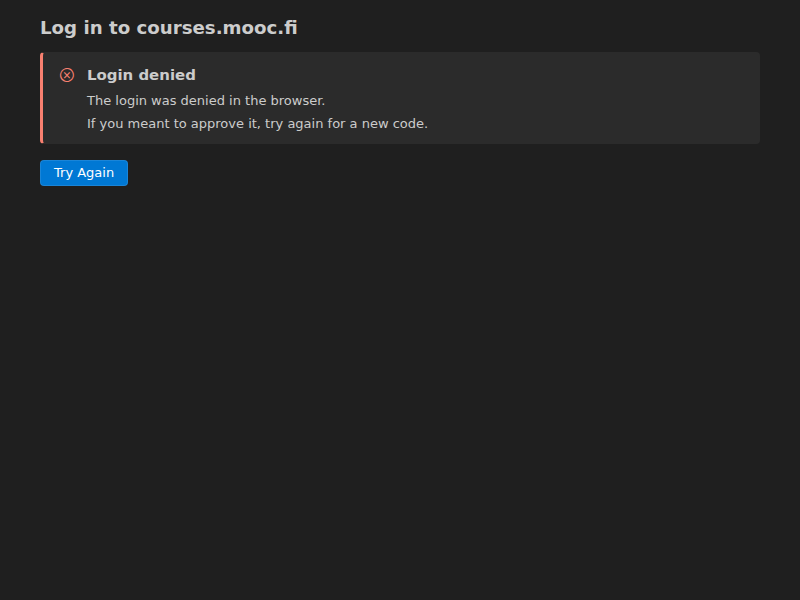 Log in to courses.mooc.fi
Login denied
The login was denied in the browser.
If you meant to approve it, try again for a new code.
Try Again